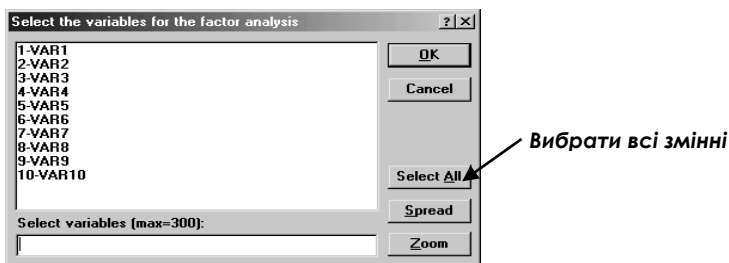 Select the variables for the factor analysis
1-VAR1
2-VAR2
3-VAR3
4-VAR4
5-VAR5
6-VAR6
7-VAR7
8-VAR8
9-VAR9
10-VAR10
OK
Cancel
Вибрати всі змінні
Select All
Spread
Select variables (max=300):
Zoom